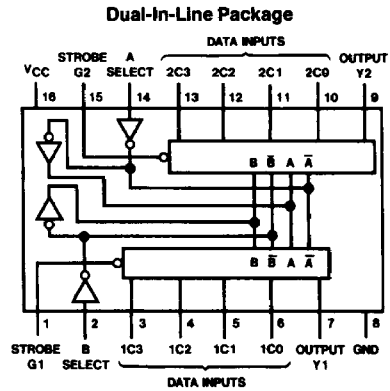 Dual-In-Line Package
DATA INPUTS
STROBE A OUTPUT
VCC G2 SELECT 2C3 2C2 2C1 2C0 Y2
16 15 14 13 12 11 10 9
B B̅ A A̅
B B̅ A A̅
1 2 3 4 5 6 7 8
STROBE B 1C3 1C2 1C1 1C0 OUTPUT GND
G1 SELECT Y1
DATA INPUTS